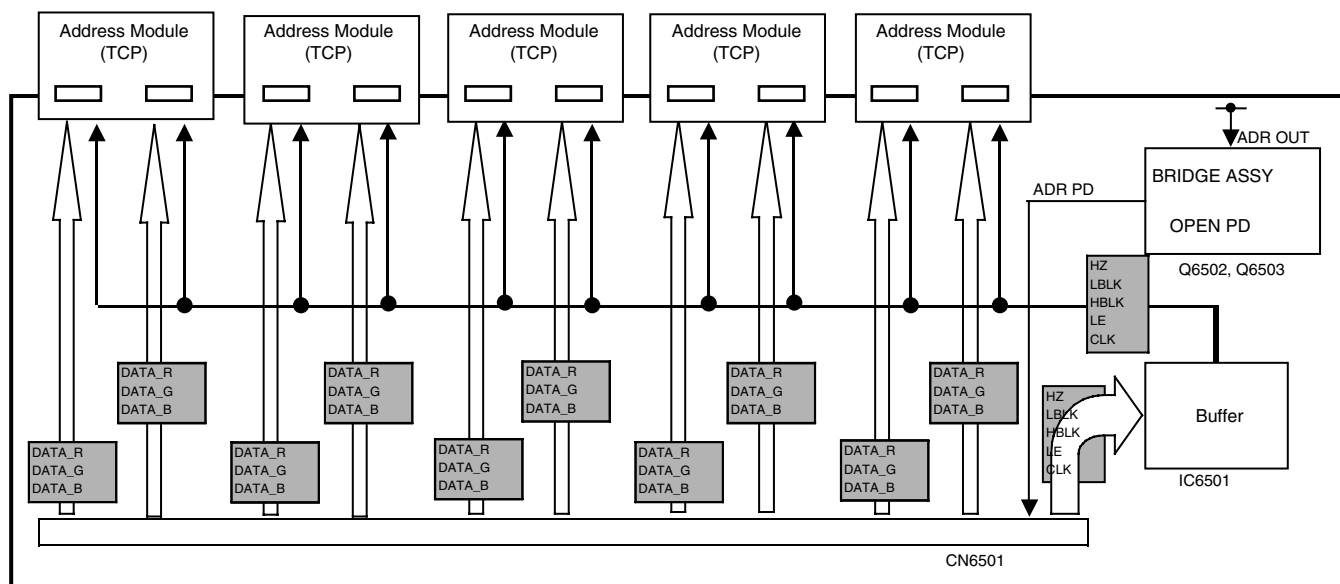 Address Module
(TCP)
Address Module
(TCP)
Address Module
(TCP)
Address Module
(TCP)
Address Module
(TCP)
ADR OUT
BRIDGE ASSY
OPEN PD
ADR PD
Q6502, Q6503
HZ
LBLK
HBLK
LE
CLK
DATA_R
DATA_G
DATA_B
DATA_R
DATA_G
DATA_B
DATA_R
DATA_G
DATA_B
DATA_R
DATA_G
DATA_B
DATA_R
DATA_G
DATA_B
HZ
LBLK
HBLK
LE
CLK
Buffer
IC6501
DATA_R
DATA_G
DATA_B
DATA_R
DATA_G
DATA_B
DATA_R
DATA_G
DATA_B
DATA_R
DATA_G
DATA_B
DATA_R
DATA_G
DATA_B
CN6501